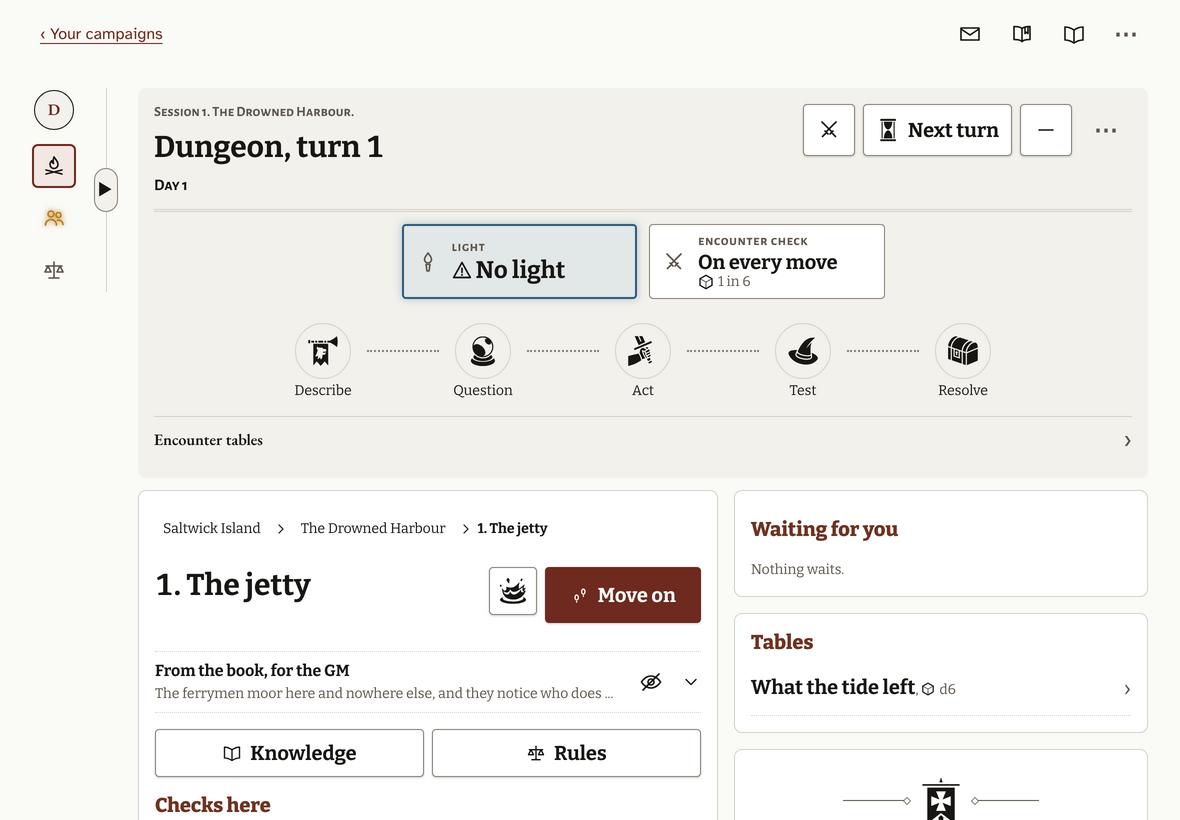 ‹ Your campaigns
D
Session 1. The Drowned Harbour.
Dungeon, turn 1
Day 1
Next turn
LIGHT
No light
ENCOUNTER CHECK
On every move
1 in 6
Describe
Question
Act
Test
Resolve
Encounter tables
Saltwick Island > The Drowned Harbour > 1. The jetty
1. The jetty
Move on
From the book, for the GM
The ferrymen moor here and nowhere else, and they notice who does ...
Knowledge
Rules
Checks here
Waiting for you
Nothing waits.
Tables
What the tide left, d6